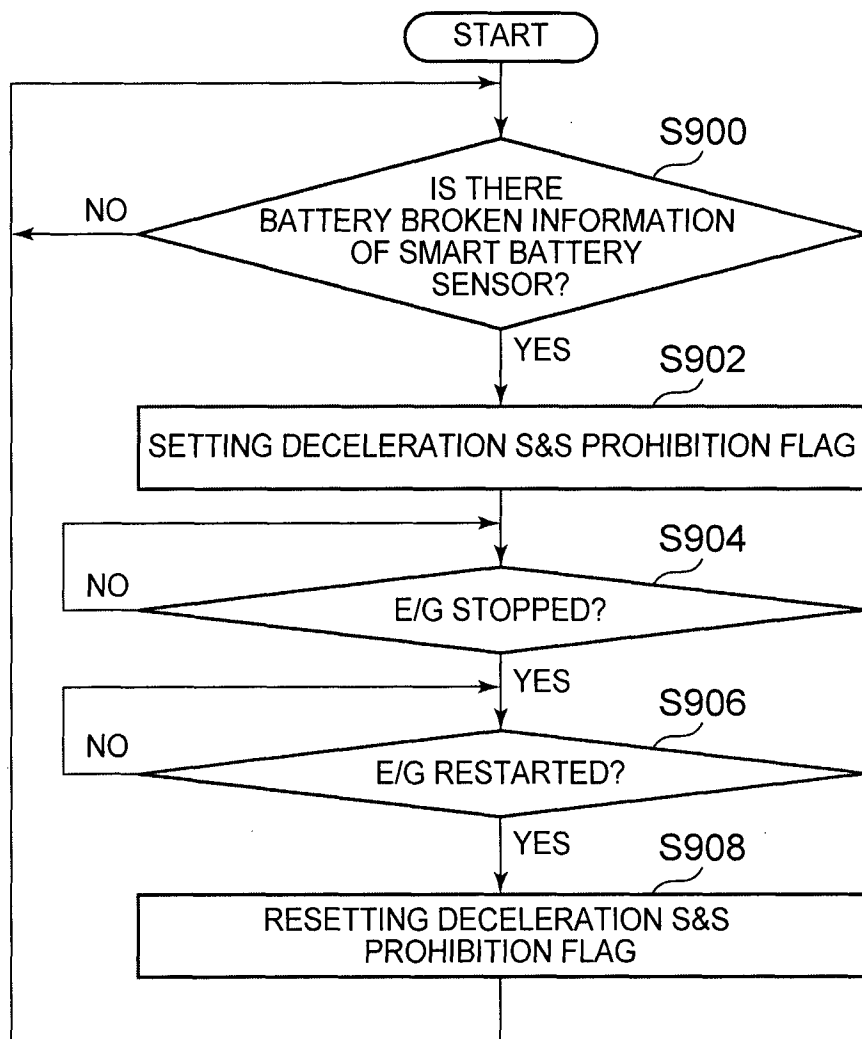 START
S900
IS THERE
BATTERY BROKEN INFORMATION
OF SMART BATTERY
SENSOR?
NO
YES
S902
SETTING DECELERATION S&S PROHIBITION FLAG
S904
NO
E/G STOPPED?
YES
S906
NO
E/G RESTARTED?
YES
S908
RESETTING DECELERATION S&S
PROHIBITION FLAG